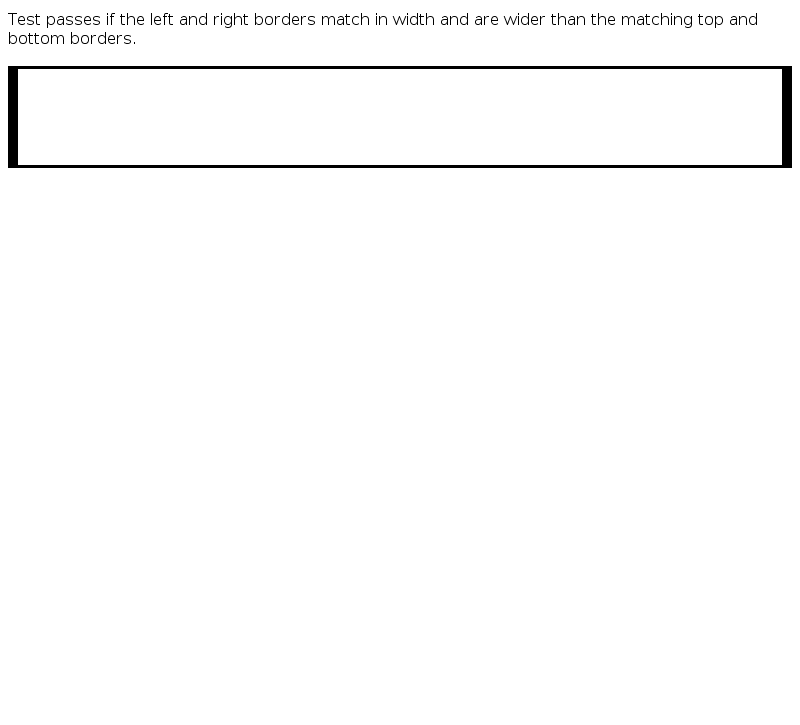 Test passes if the left and right borders match in width and are wider than the matching top and
bottom borders.